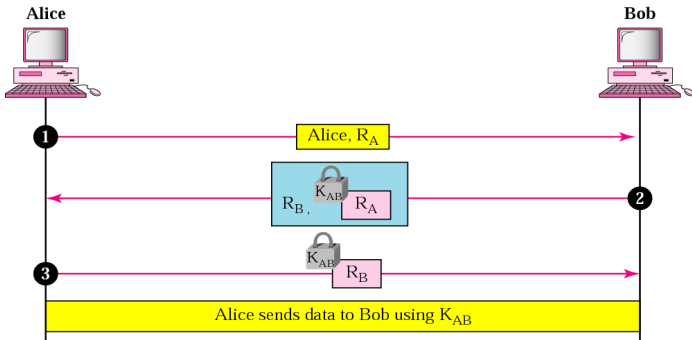 Alice
Bob
1
Alice, R_A
R_B, K_AB R_A
2
K_AB
3
R_B
Alice sends data to Bob using K_AB